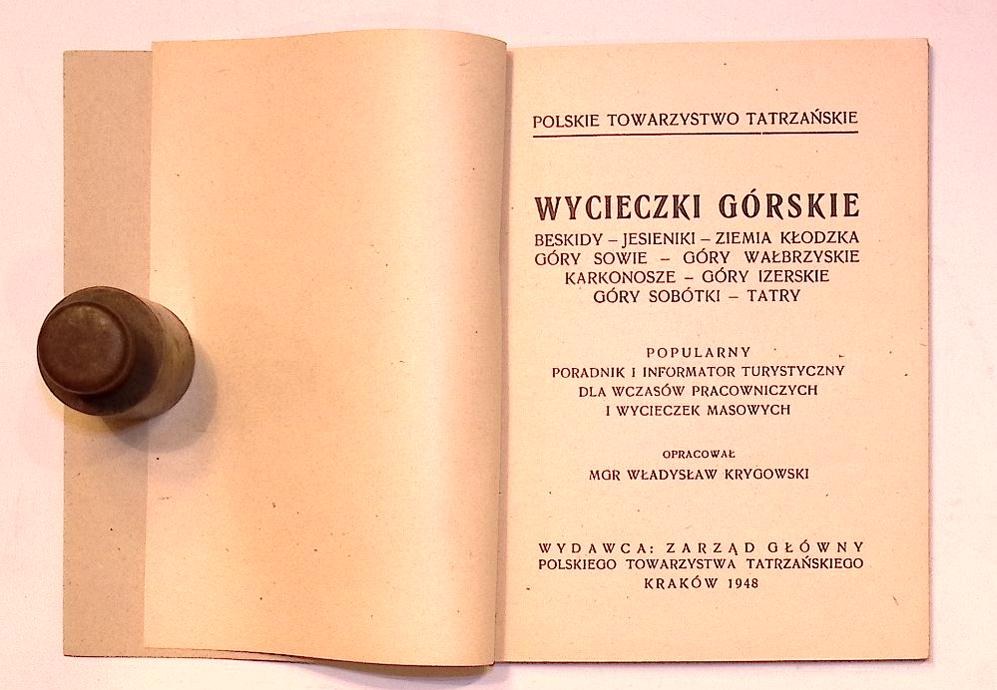 POLSKIE TOWARZYSTWO TATRZAŃSKIE
WYCIECZKI GÓRSKIE
BESKIDY – JESIENIKI – ZIEMIA KŁODZKA
GÓRY SOWIE – GÓRY WAŁBRZYSKIE
KARKONOSZE – GÓRY IZERSKIE
GÓRY SOBÓTKI – TATRY
POPULARNY
PORADNIK I INFORMATOR TURYSTYCZNY
DLA WCZASÓW PRACOWNICZYCH
I WYCIECZEK MASOWYCH
OPRACOWAŁ
MGR WŁADYSŁAW KRYGOWSKI
WYDAWCA: ZARZĄD GŁÓWNY
POLSKIEGO TOWARZYSTWA TATRZAŃSKIEGO
KRAKÓW 1948